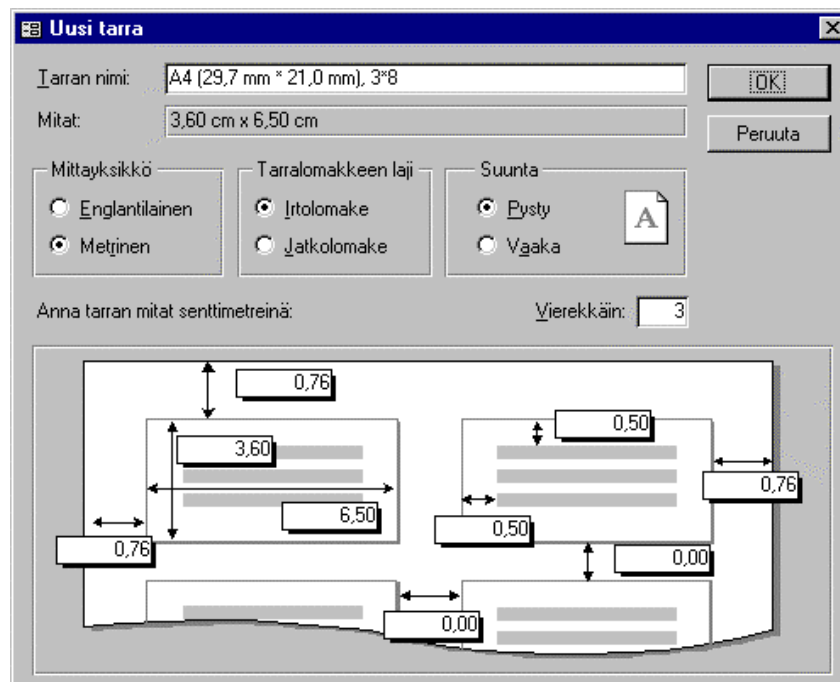 Uusi tarra
Tarran nimi: A4 (29,7 mm * 21,0 mm), 3*8
OK
Mitat: 3,60 cm x 6,50 cm
Peruuta
Mittayksikkö
Englantilainen
Metrinen
Tarralomakkeen laji
Irtolomake
Jatkolomake
Suunta
Pysty
Vaaka
A
Anna tarran mitat senttimetreinä:
Vierekkäin: 3
0,76
0,50
3,60
0,76
6,50
0,50
0,76
0,00
0,00